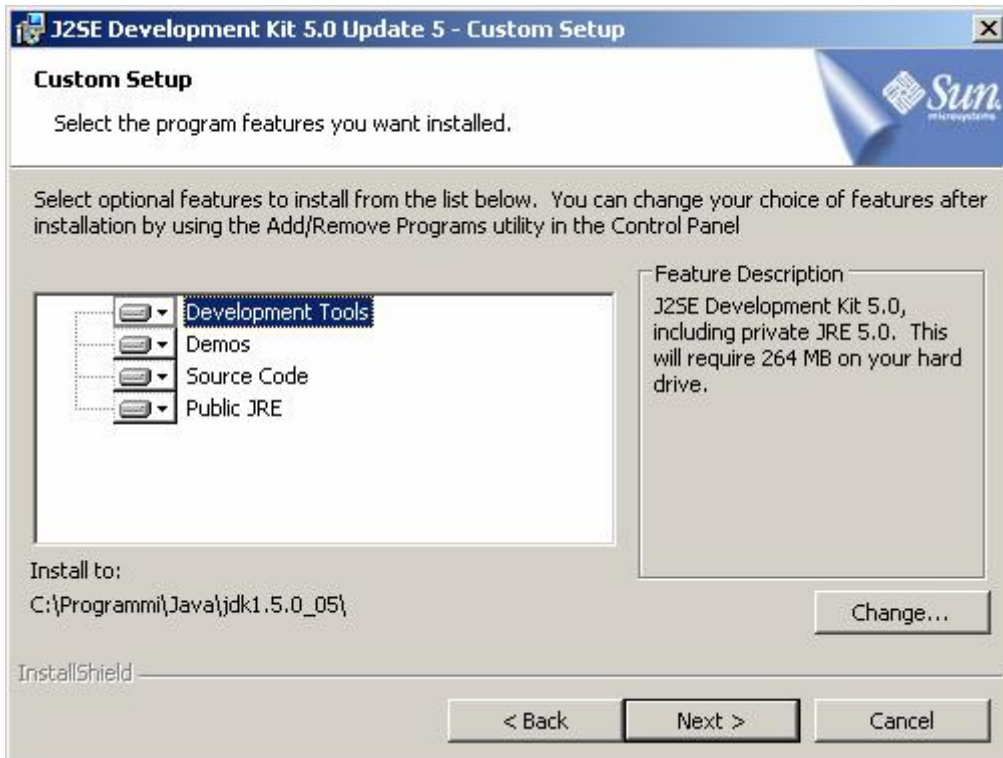 J2SE Development Kit 5.0 Update 5 - Custom Setup
Custom Setup
Select the program features you want installed.
Sun
microsystems
Select optional features to install from the list below.  You can change your choice of features after
installation by using the Add/Remove Programs utility in the Control Panel
Development Tools
Demos
Source Code
Public JRE
Feature Description
J2SE Development Kit 5.0,
including private JRE 5.0.  This
will require 264 MB on your hard
drive.
Install to:
C:\Programmi\Java\jdk1.5.0_05\
Change...
InstallShield
< Back
Next >
Cancel